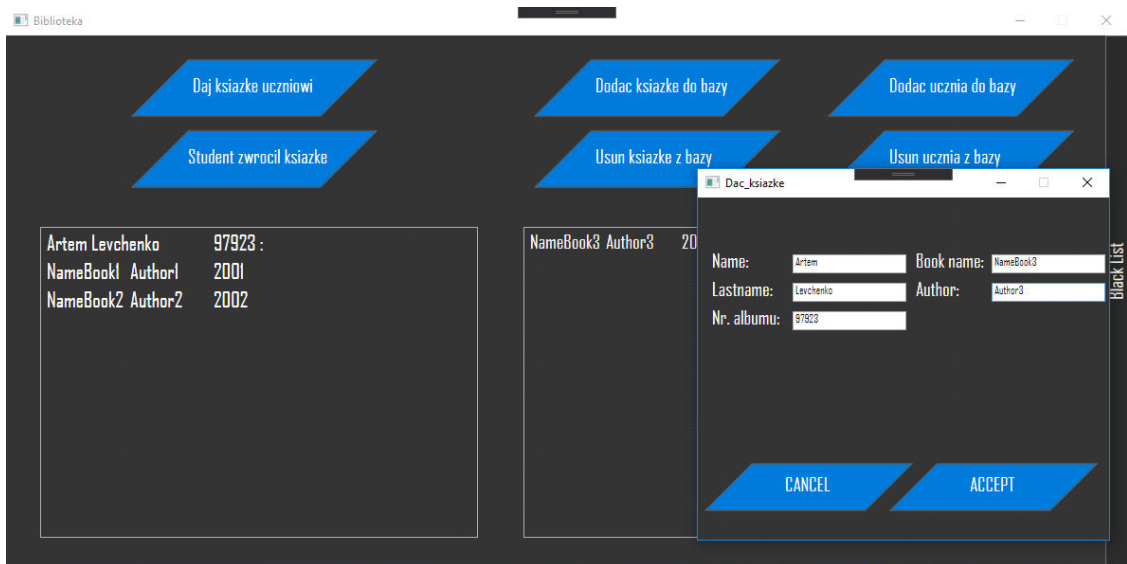 Biblioteka
Daj ksiazke uczniowi
Dodac ksiazke do bazy
Dodac ucznia do bazy
Student zwrocil ksiazke
Usun ksiazke z bazy
Usun ucznia z bazy
Artem Levchenko 97923 :
NameBook1 Author1 2001
NameBook2 Author2 2002
NameBook3 Author3 20
Dac_ksiazke
Name: Artem Book name: NameBook3
Lastname: Levchenko Author: Author3
Nr. albumu: 97923
CANCEL ACCEPT
Black List